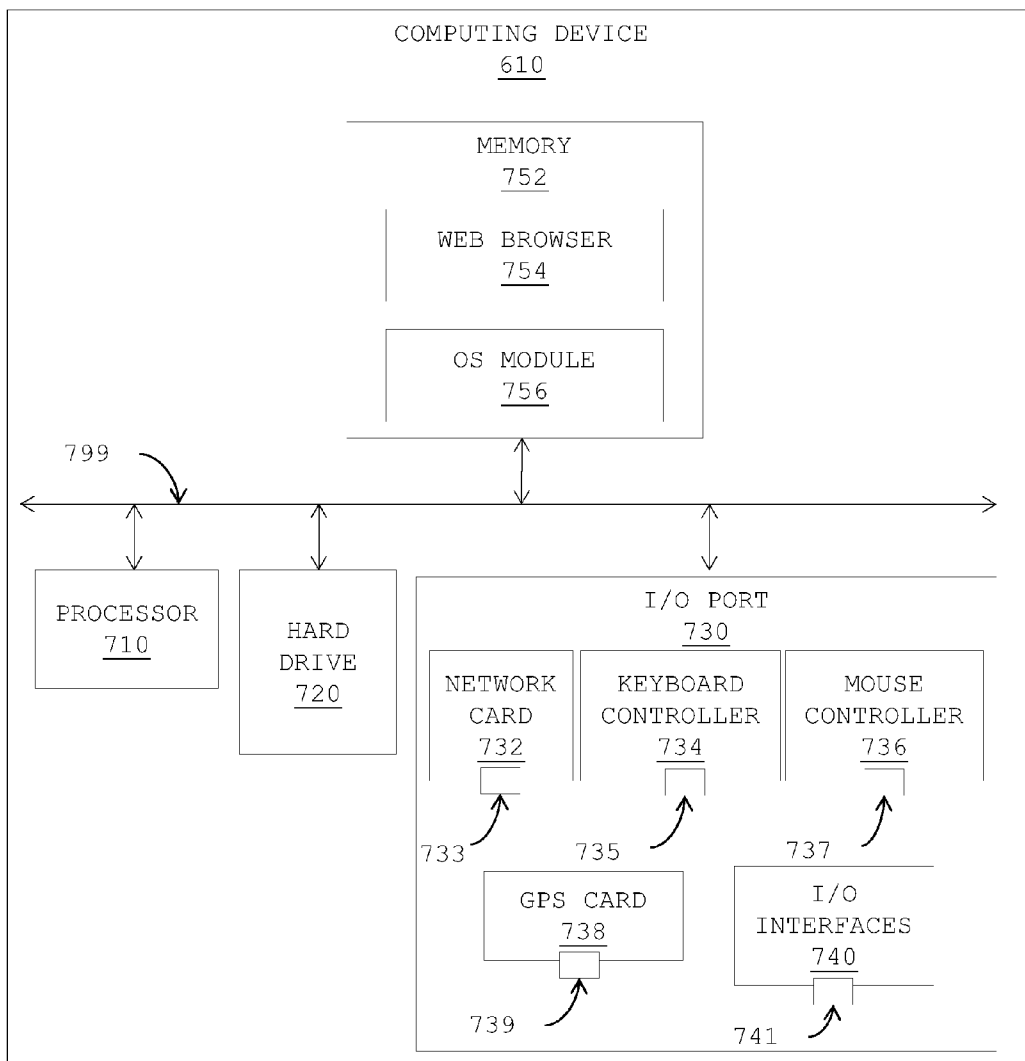 COMPUTING DEVICE
610
MEMORY
752
WEB BROWSER
754
OS MODULE
756
799
PROCESSOR
710
HARD
DRIVE
720
I/O PORT
730
NETWORK
CARD
732
KEYBOARD
CONTROLLER
734
MOUSE
CONTROLLER
736
733
735
737
GPS CARD
738
I/O
INTERFACES
740
739
741